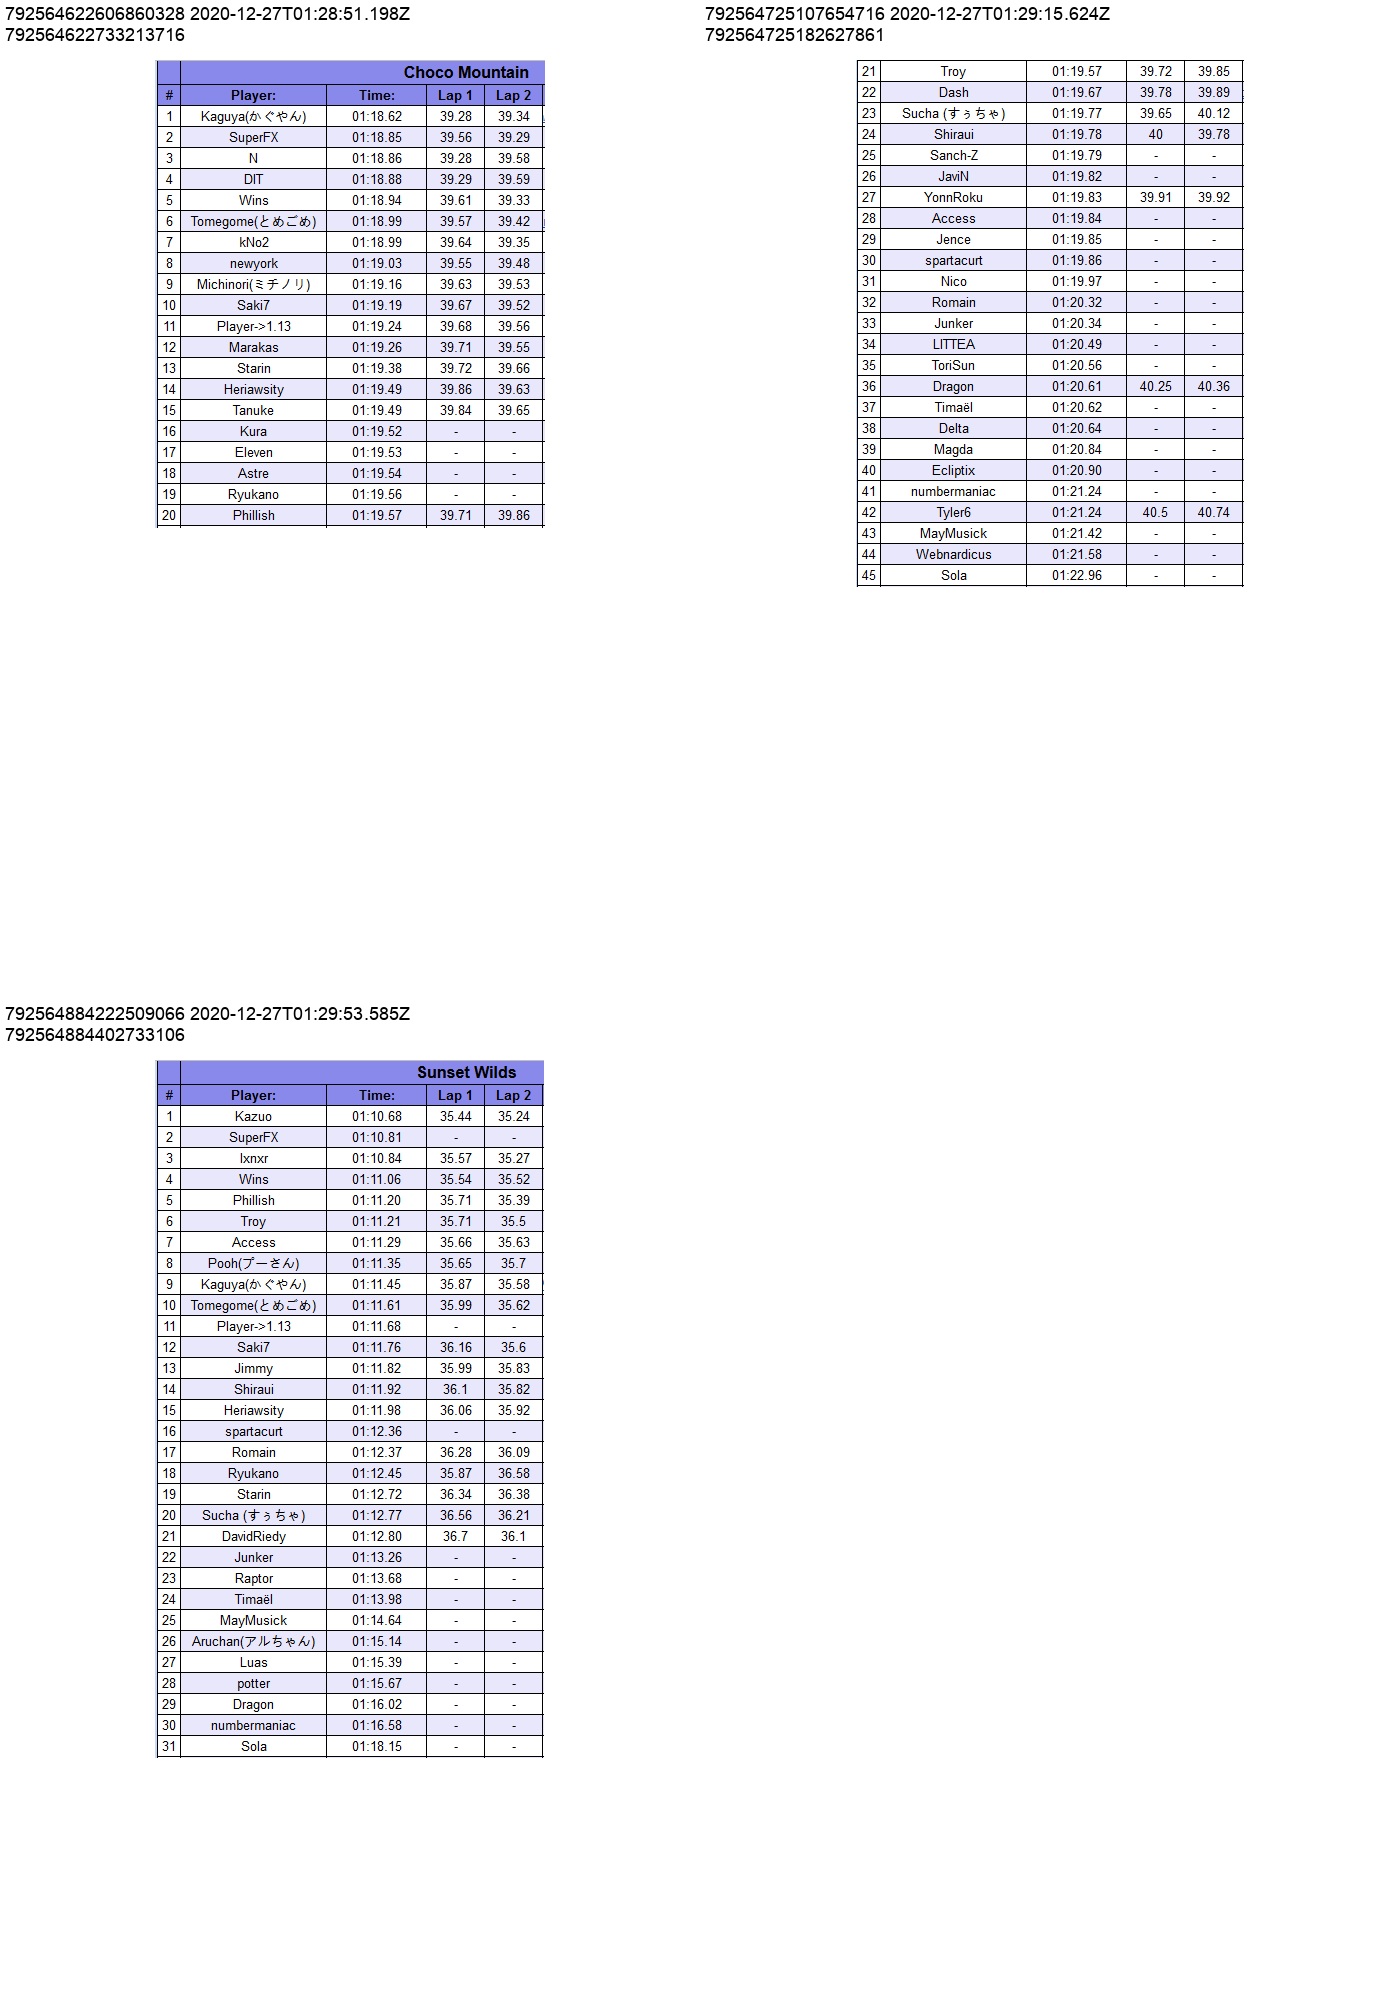 792564622606860328 2020-12-27T01:28:51.198Z
792564622733213716
Choco Mountain
# Player: Time: Lap 1 Lap 2
1 Kaguya(かぐやん) 01:18.62 39.28 39.34
2 SuperFX 01:18.85 39.56 39.29
3 N 01:18.86 39.28 39.58
4 DIT 01:18.88 39.29 39.59
5 Wins 01:18.94 39.61 39.33
6 Tomegome(とめごめ) 01:18.99 39.57 39.42
7 kNo2 01:18.99 39.64 39.35
8 newyork 01:19.03 39.55 39.48
9 Michinori(ミチノリ) 01:19.16 39.63 39.53
10 Saki7 01:19.19 39.67 39.52
11 Player->1.13 01:19.24 39.68 39.56
12 Marakas 01:19.26 39.71 39.55
13 Starin 01:19.38 39.72 39.66
14 Heriawsity 01:19.49 39.86 39.63
15 Tanuke 01:19.49 39.84 39.65
16 Kura 01:19.52 - -
17 Eleven 01:19.53 - -
18 Astre 01:19.54 - -
19 Ryukano 01:19.56 - -
20 Phillish 01:19.57 39.71 39.86
792564725107654716 2020-12-27T01:29:15.624Z
792564725182627861
21 Troy 01:19.57 39.72 39.85
22 Dash 01:19.67 39.78 39.89
23 Sucha (すぅちゃ) 01:19.77 39.65 40.12
24 Shiraui 01:19.78 40 39.78
25 Sanch-Z 01:19.79 - -
26 JaviN 01:19.82 - -
27 YonnRoku 01:19.83 39.91 39.92
28 Access 01:19.84 - -
29 Jence 01:19.85 - -
30 spartacurt 01:19.86 - -
31 Nico 01:19.97 - -
32 Romain 01:20.32 - -
33 Junker 01:20.34 - -
34 LITTEA 01:20.49 - -
35 ToriSun 01:20.56 - -
36 Dragon 01:20.61 40.25 40.36
37 Timaël 01:20.62 - -
38 Delta 01:20.64 - -
39 Magda 01:20.84 - -
40 Ecliptix 01:20.90 - -
41 numbermaniac 01:21.24 - -
42 Tyler6 01:21.24 40.5 40.74
43 MayMusick 01:21.42 - -
44 Webnardicus 01:21.58 - -
45 Sola 01:22.96 - -
792564884222509066 2020-12-27T01:29:53.585Z
792564884402733106
Sunset Wilds
# Player: Time: Lap 1 Lap 2
1 Kazuo 01:10.68 35.44 35.24
2 SuperFX 01:10.81 - -
3 lxnxr 01:10.84 35.57 35.27
4 Wins 01:11.06 35.54 35.52
5 Phillish 01:11.20 35.71 35.39
6 Troy 01:11.21 35.71 35.5
7 Access 01:11.29 35.66 35.63
8 Pooh(プーさん) 01:11.35 35.65 35.7
9 Kaguya(かぐやん) 01:11.45 35.87 35.58
10 Tomegome(とめごめ) 01:11.61 35.99 35.62
11 Player->1.13 01:11.68 - -
12 Saki7 01:11.76 36.16 35.6
13 Jimmy 01:11.82 35.99 35.83
14 Shiraui 01:11.92 36.1 35.82
15 Heriawsity 01:11.98 36.06 35.92
16 spartacurt 01:12.36 - -
17 Romain 01:12.37 36.28 36.09
18 Ryukano 01:12.45 35.87 36.58
19 Starin 01:12.72 36.34 36.38
20 Sucha (すぅちゃ) 01:12.77 36.56 36.21
21 DavidRiedy 01:12.80 36.7 36.1
22 Junker 01:13.26 - -
23 Raptor 01:13.68 - -
24 Timaël 01:13.98 - -
25 MayMusick 01:14.64 - -
26 Aruchan(アルちゃん) 01:15.14 - -
27 Luas 01:15.39 - -
28 potter 01:15.67 - -
29 Dragon 01:16.02 - -
30 numbermaniac 01:16.58 - -
31 Sola 01:18.15 - -